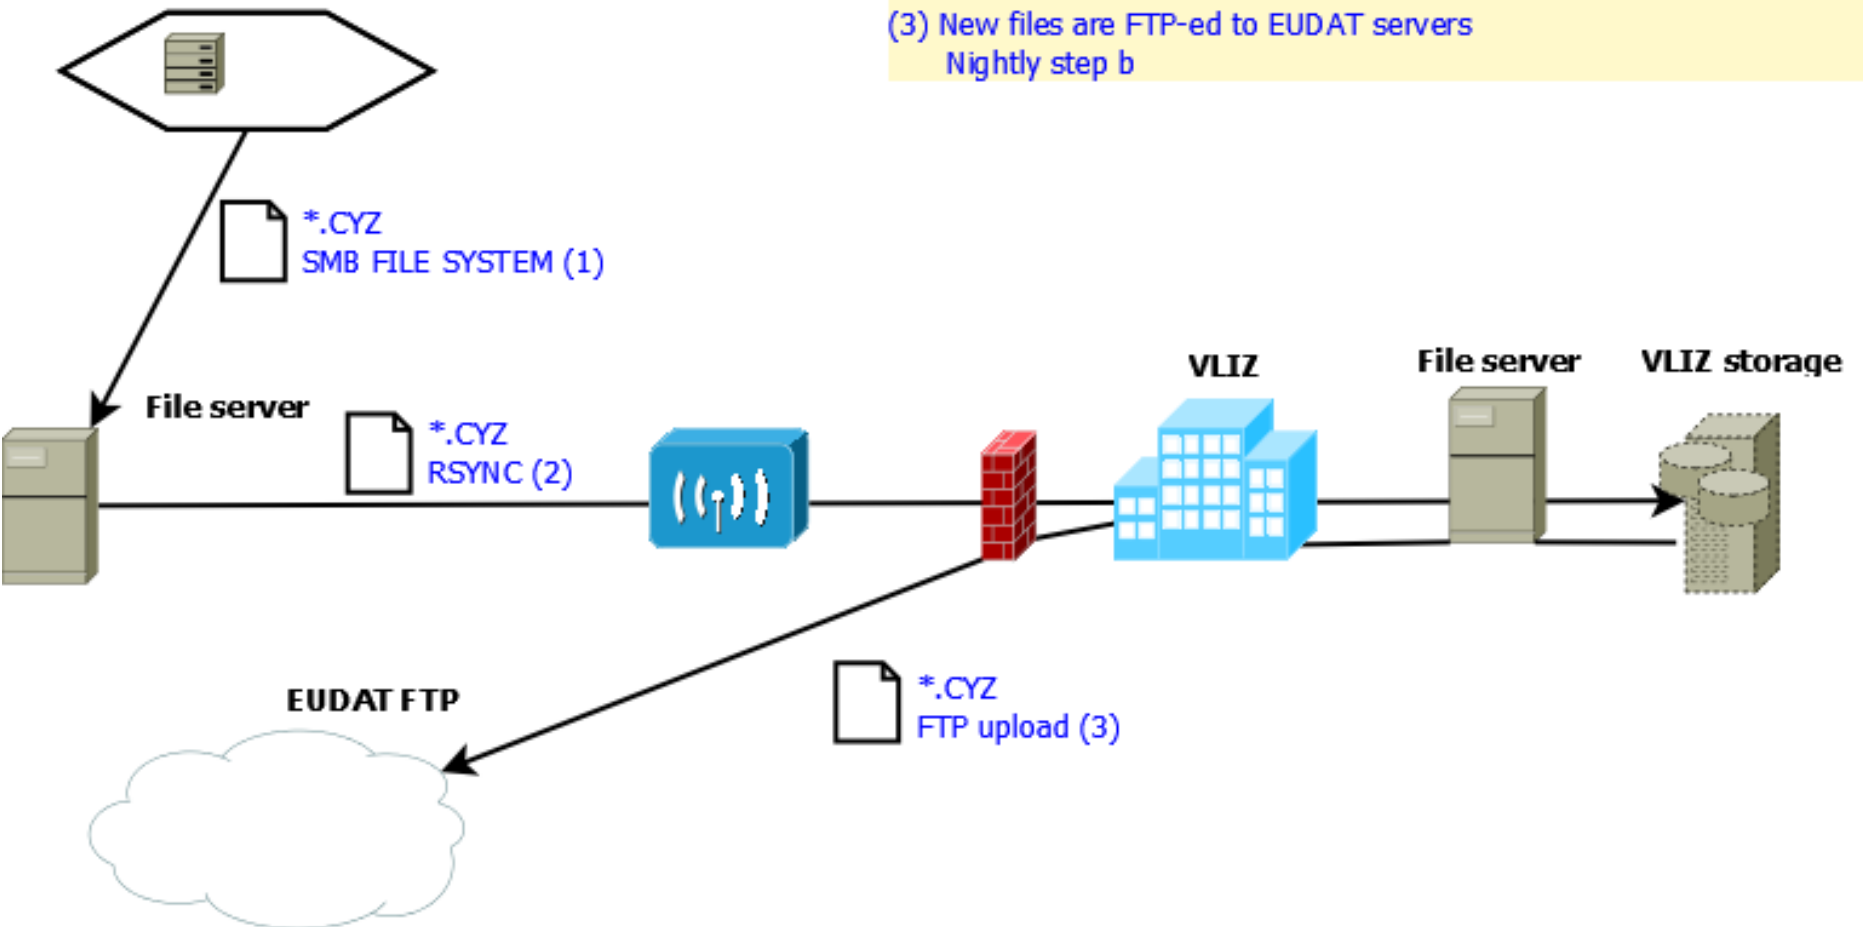 (3) New files are FTP-ed to EUDAT servers
Nightly step b
*.CYZ
SMB FILE SYSTEM (1)
File server
*.CYZ
RSYNC (2)
VLIZ
File server
VLIZ storage
*.CYZ
FTP upload (3)
EUDAT FTP